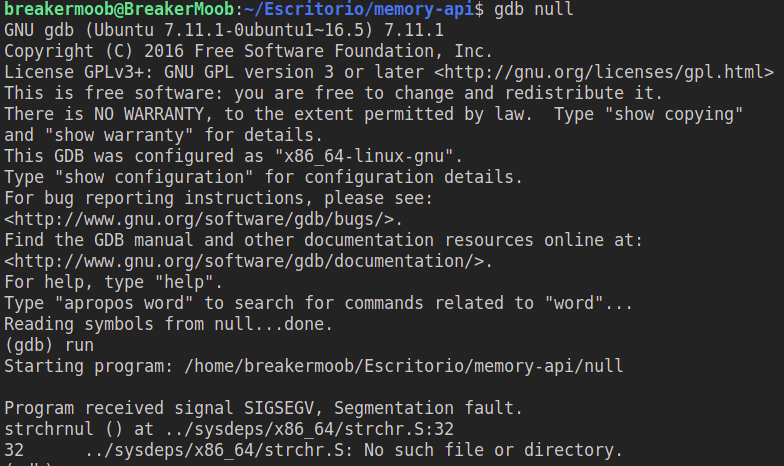 breakermoob@BreakerMoob:~/Escritorio/memory-api$ gdb null
GNU gdb (Ubuntu 7.11.1-0ubuntu1~16.5) 7.11.1
Copyright (C) 2016 Free Software Foundation, Inc.
License GPLv3+: GNU GPL version 3 or later <http://gnu.org/licenses/gpl.html>
This is free software: you are free to change and redistribute it.
There is NO WARRANTY, to the extent permitted by law.  Type "show copying"
and "show warranty" for details.
This GDB was configured as "x86_64-linux-gnu".
Type "show configuration" for configuration details.
For bug reporting instructions, please see:
<http://www.gnu.org/software/gdb/bugs/>.
Find the GDB manual and other documentation resources online at:
<http://www.gnu.org/software/gdb/documentation/>.
For help, type "help".
Type "apropos word" to search for commands related to "word"...
Reading symbols from null...done.
(gdb) run
Starting program: /home/breakermoob/Escritorio/memory-api/null
Program received signal SIGSEGV, Segmentation fault.
strchrnul () at ../sysdeps/x86_64/strchr.S:32
32      ../sysdeps/x86_64/strchr.S: No such file or directory.
(gdb)